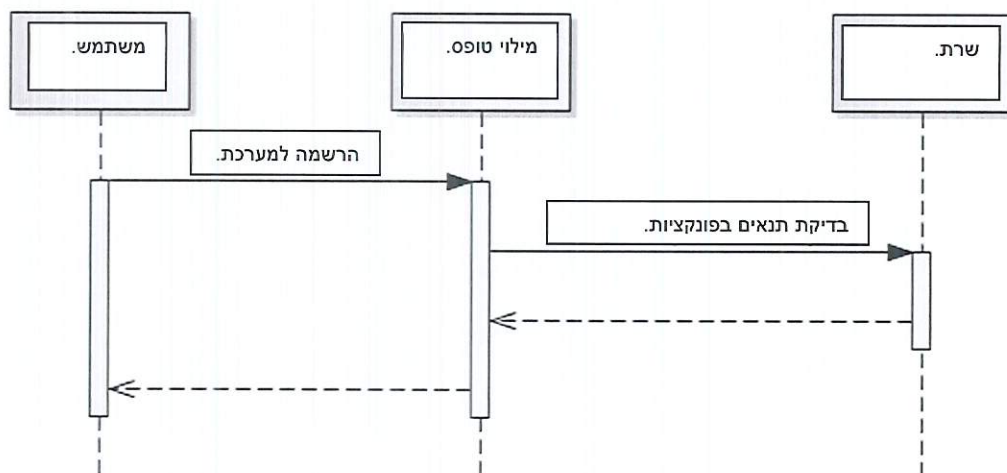 משתמש.
מילוי טופס.
שרת.
הרשמה למערכת.
בדיקת תנאים בפונקציות.